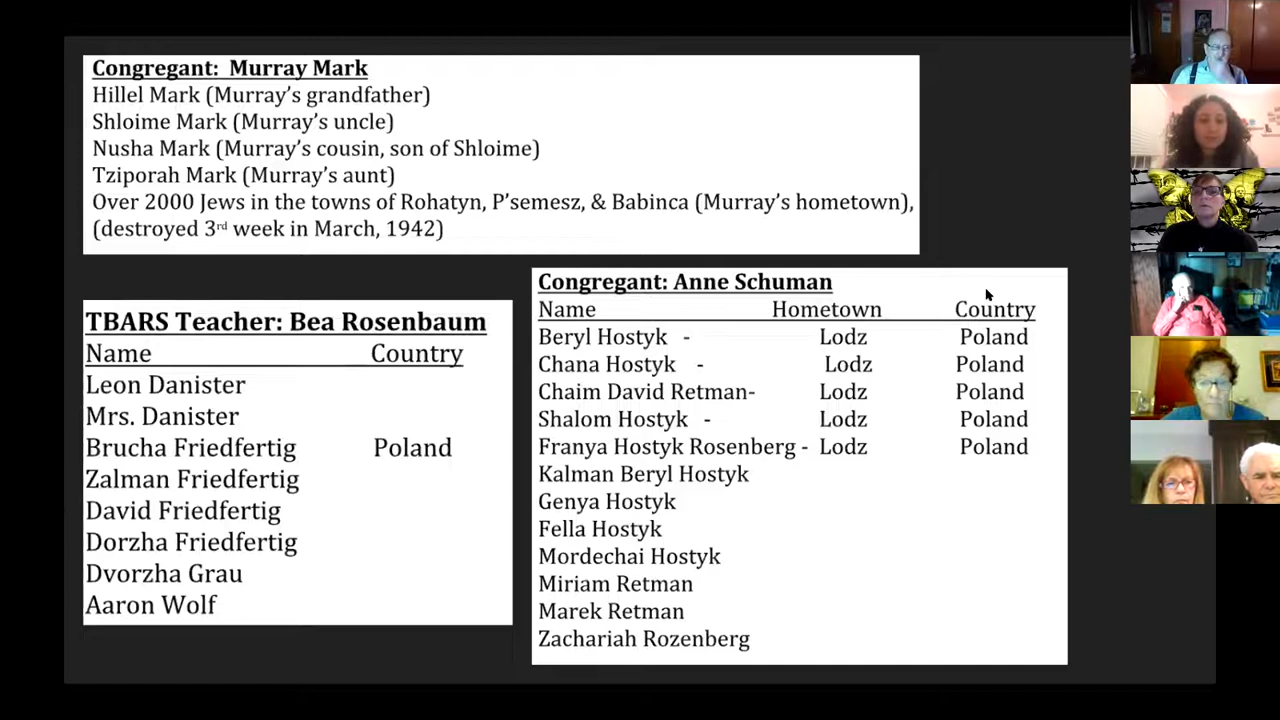 Congregant: Murray Mark
Hillel Mark (Murray's grandfather)
Shloime Mark (Murray's uncle)
Nusha Mark (Murray's cousin, son of Shloime)
Tziporah Mark (Murray's aunt)
Over 2000 Jews in the towns of Rohatyn, P'semesz, & Babinca (Murray's hometown),
(destroyed 3rd week in March, 1942)
TBARS Teacher: Bea Rosenbaum
Name Country
Leon Danister
Mrs. Danister
Brucha Friedfertig Poland
Zalman Friedfertig
David Friedfertig
Dorzha Friedfertig
Dvorzha Grau
Aaron Wolf
Congregant: Anne Schuman
Name Hometown Country
Beryl Hostyk - Lodz Poland
Chana Hostyk - Lodz Poland
Chaim David Retman- Lodz Poland
Shalom Hostyk - Lodz Poland
Franya Hostyk Rosenberg - Lodz Poland
Kalman Beryl Hostyk
Genya Hostyk
Fella Hostyk
Mordechai Hostyk
Miriam Retman
Marek Retman
Zachariah Rozenberg